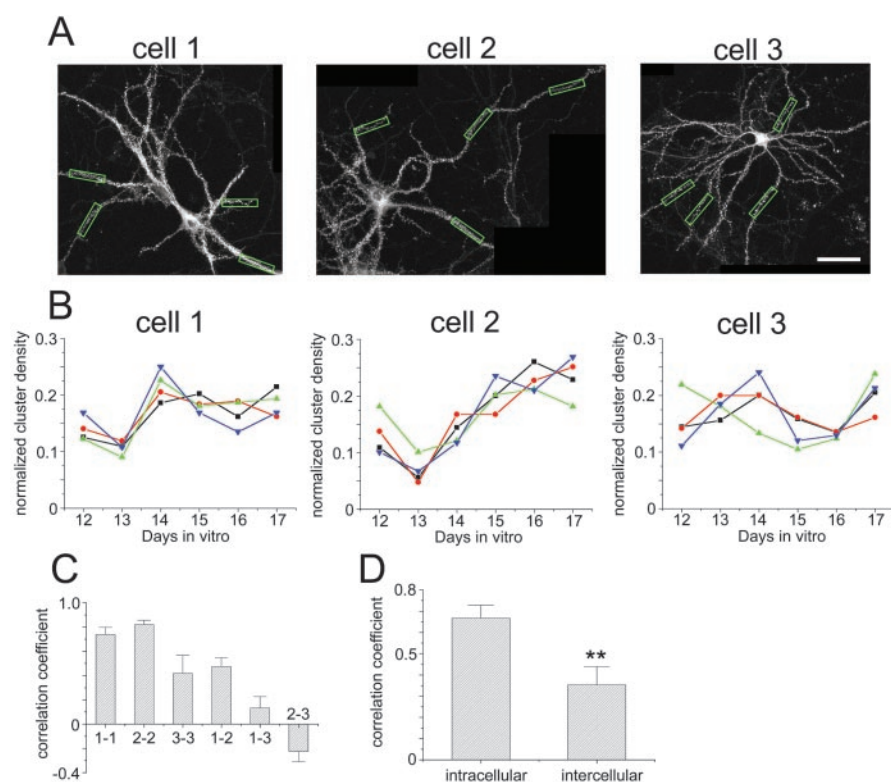 A
cell 1 cell 2 cell 3
B
cell 1 cell 2 cell 3
normalized cluster density normalized cluster density normalized cluster density
0.3 0.3 0.3
0.2 0.2 0.2
0.1 0.1 0.1
0 0 0
12 13 14 15 16 17 12 13 14 15 16 17 12 13 14 15 16 17
Days in vitro Days in vitro Days in vitro
C
correlation coefficient
1.0
0
-0.4
1-1 2-2 3-3 1-2 1-3 2-3
D
correlation coefficient
0.8
0.5
0
**
intracellular intercellular